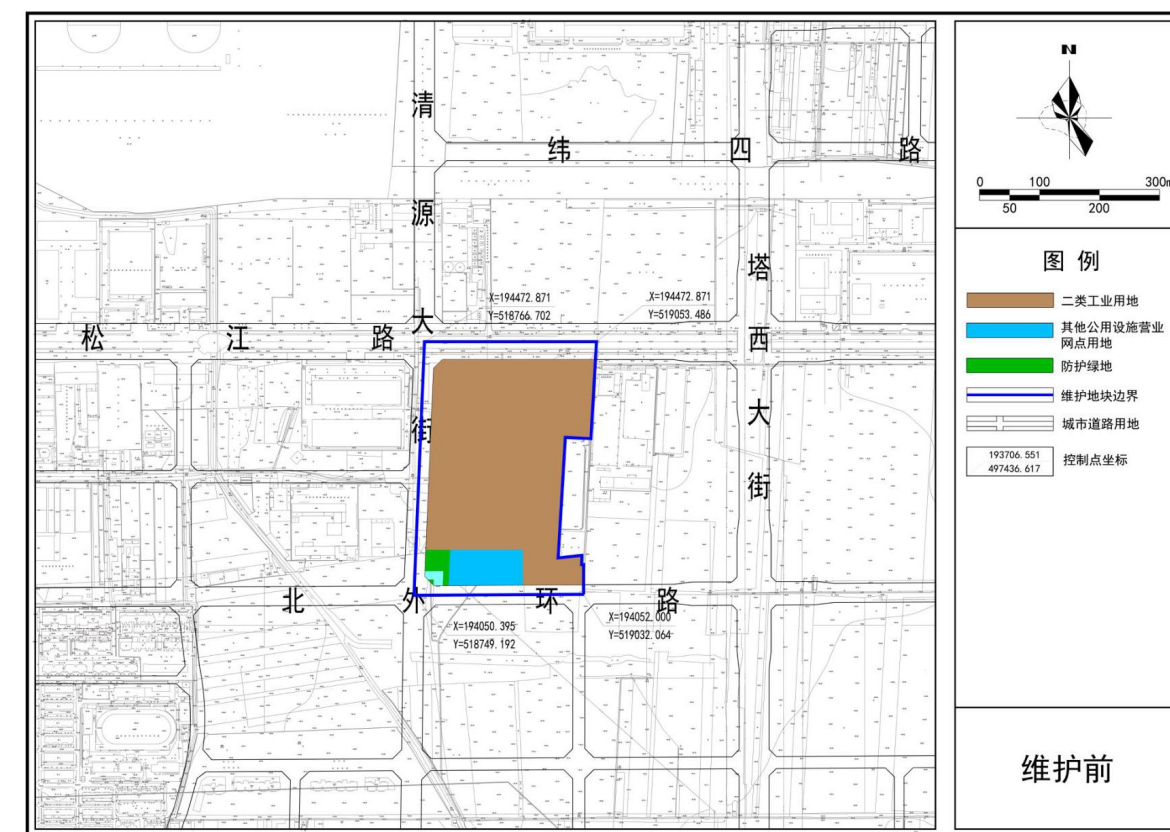 清源大街
纬四路
塔西大街
松江路
北外环路
X=194472.871
Y=518766.702
X=194472.871
Y=519053.486
X=194050.395
Y=518749.192
X=194052.000
Y=519032.064
N
0 100 300m
50 200
图例
二类工业用地
其他公用设施营业
网点用地
防护绿地
维护地块边界
城市道路用地
193706.551
497436.617
控制点坐标
维护前